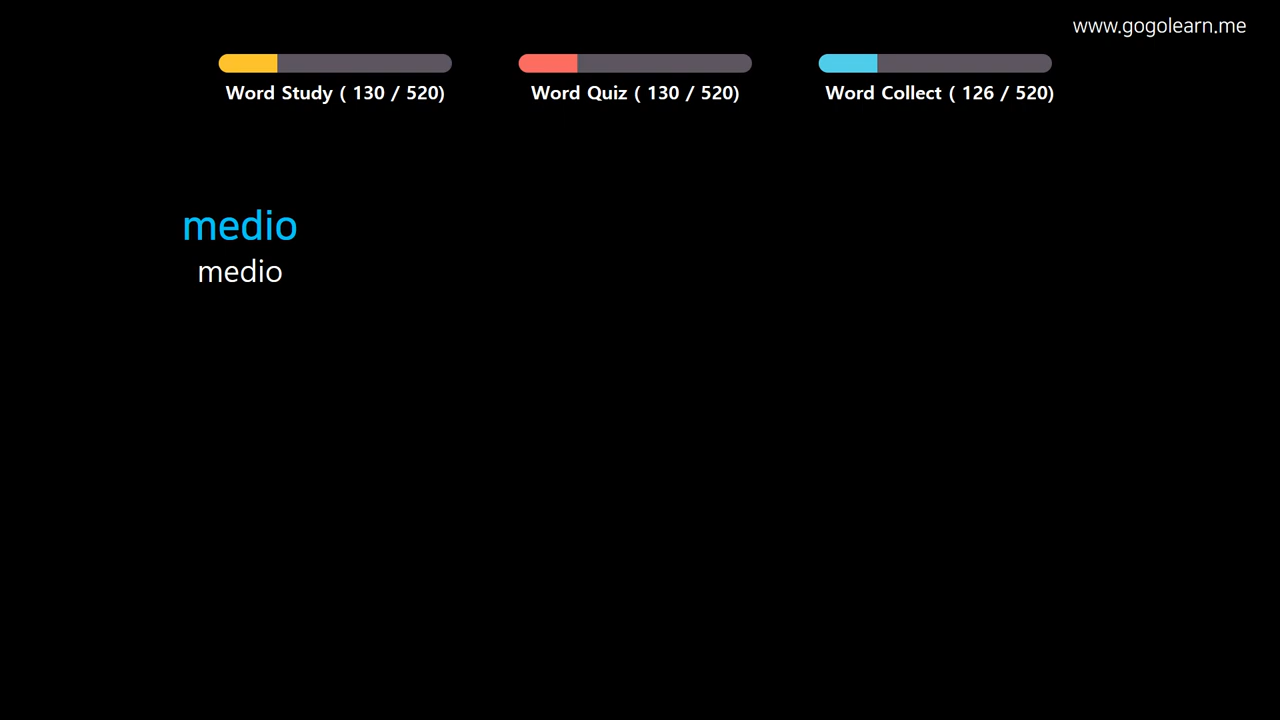 www.gogolearn.me
Word Study ( 130 / 520)
Word Quiz ( 130 / 520)
Word Collect ( 126 / 520)
medio
medio